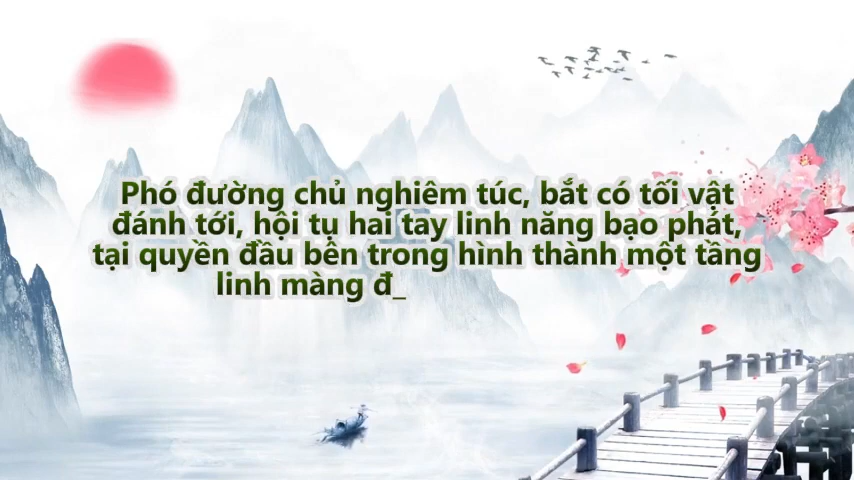 Phó đường chủ nghiêm túc, bắt có tối vật
đánh tới, hội tụ hai tay linh năng bạo phát,
tại quyền đầu bên trong hình thành một tầng
linh màng đ_